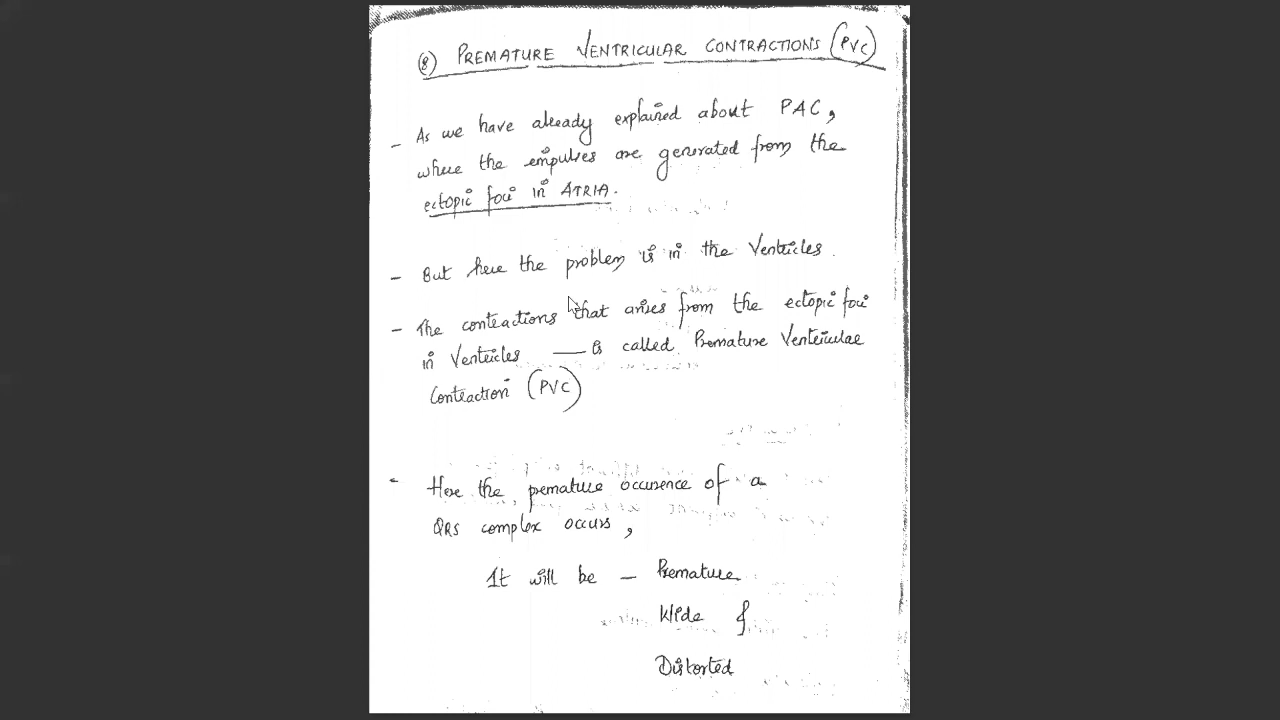 (8) PREMATURE VENTRICULAR CONTRACTIONS (PVC)
- As we have already explained about PAC,
where the impulses are generated from the
ectopic foci in ATRIA.
- But here the problem is in the Ventricles.
- The contractions that arises from the ectopic foci
in Ventricles — is called Premature Ventricular
Contraction (PVC)
- Here the premature occurence of a
QRS complex occurs,
It will be - Premature
Wide &
Distorted